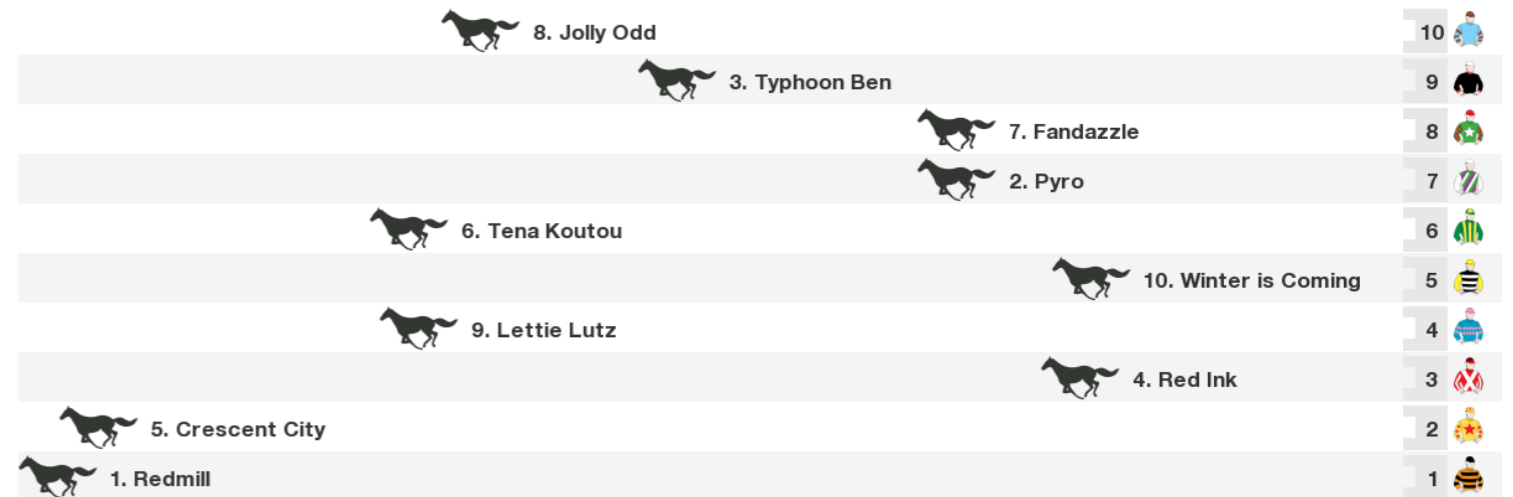 8. Jolly Odd 10
3. Typhoon Ben 9
7. Fandazzle 8
2. Pyro 7
6. Tena Koutou 6
10. Winter is Coming 5
9. Lettie Lutz 4
4. Red Ink 3
5. Crescent City 2
1. Redmill 1